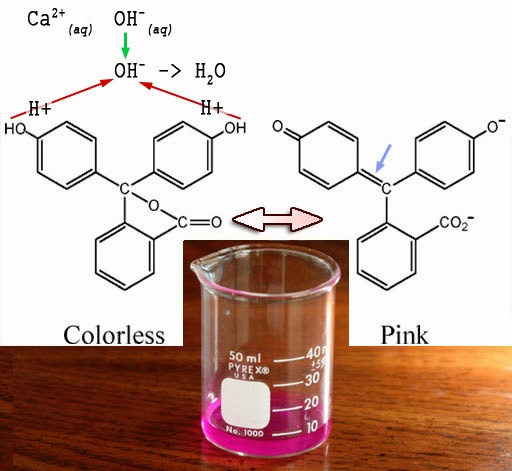 Ca²⁺(aq) OH⁻(aq)
OH⁻ -> H₂O
H+ H+
HO OH O O⁻
C O C=O C CO₂⁻
Colorless Pink
50 ml
PYREX®
USA
No. 1000
40
±5%
30
20
10